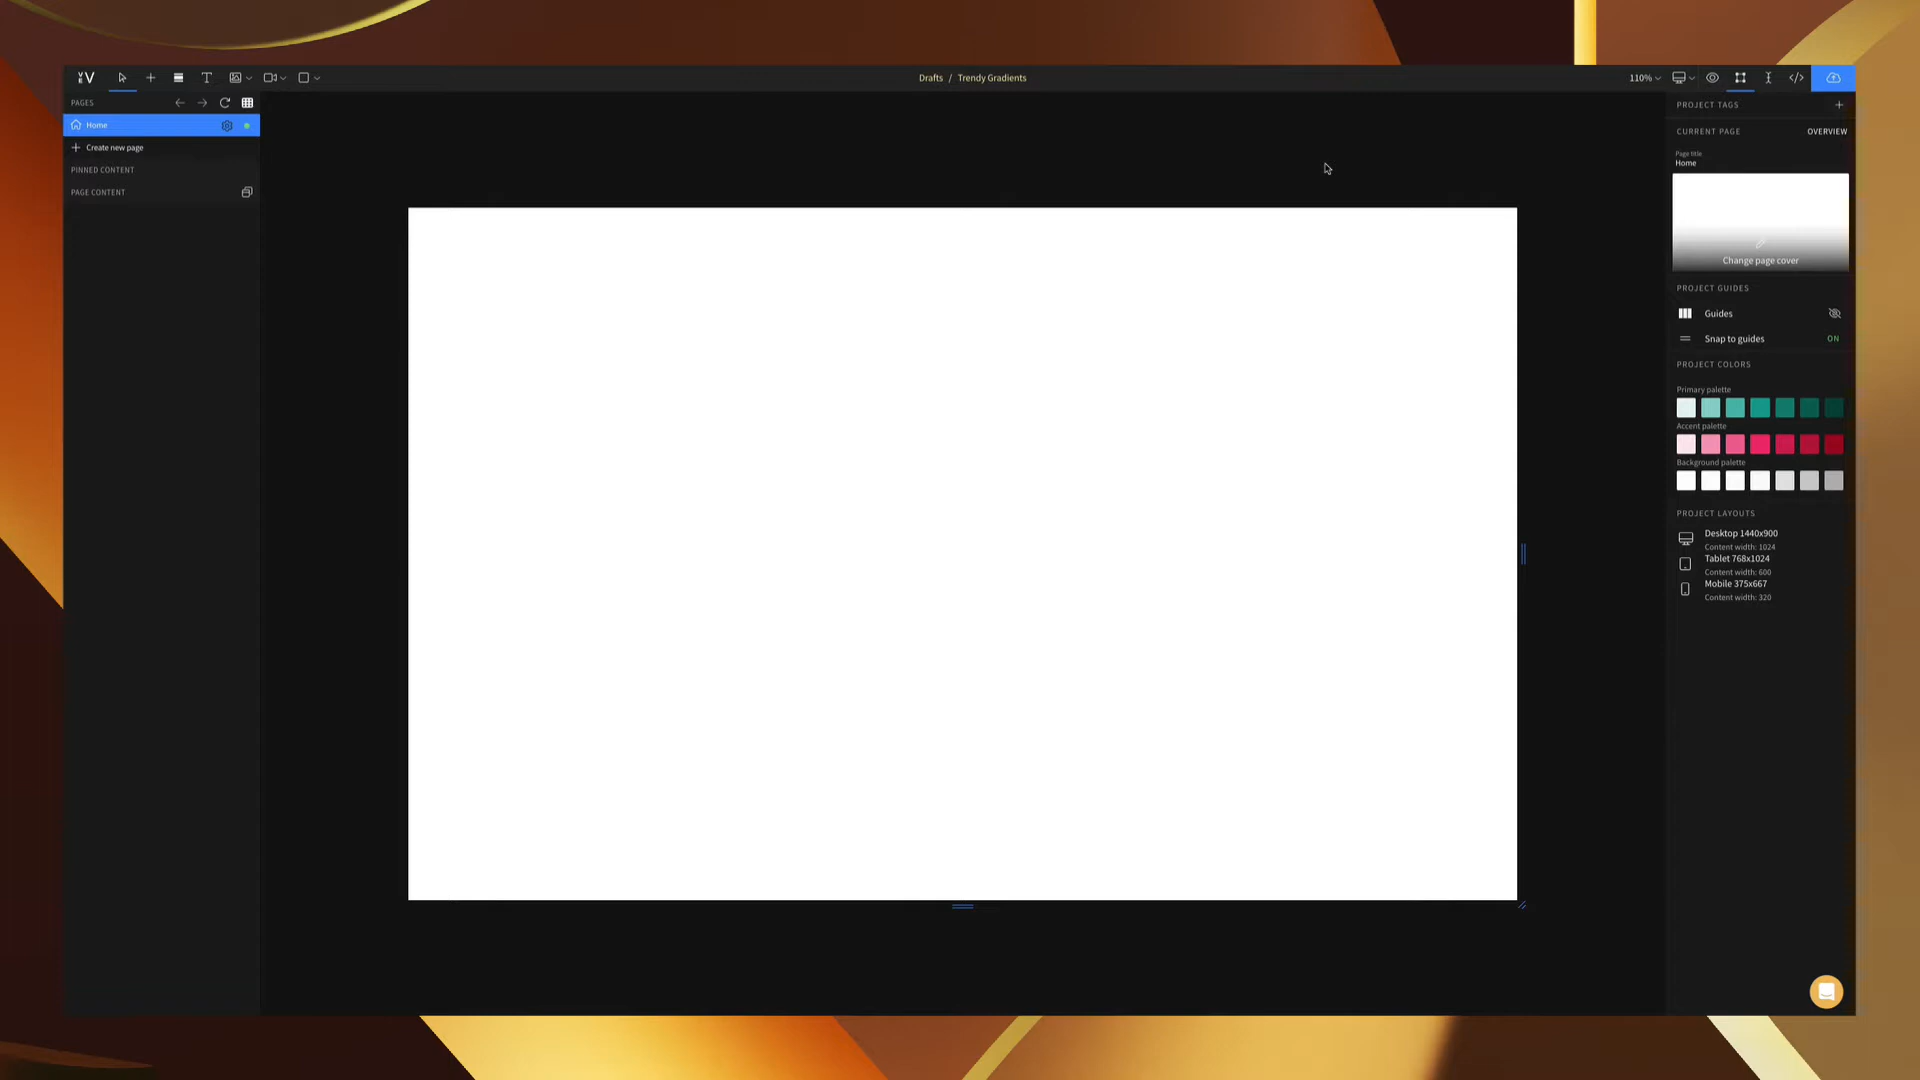 Drafts / Trendy Gradients
110%
PAGES
Home
Create new page
PINNED CONTENT
PAGE CONTENT
PROJECT TAGS
CURRENT PAGE OVERVIEW
Page title
Home
Change page cover
PROJECT GUIDES
Guides
Snap to guides ON
PROJECT COLORS
Primary palette
Accent palette
Background palette
PROJECT LAYOUTS
Desktop 1440x900
Content width: 1024
Tablet 768x1024
Content width: 600
Mobile 375x667
Content width: 320